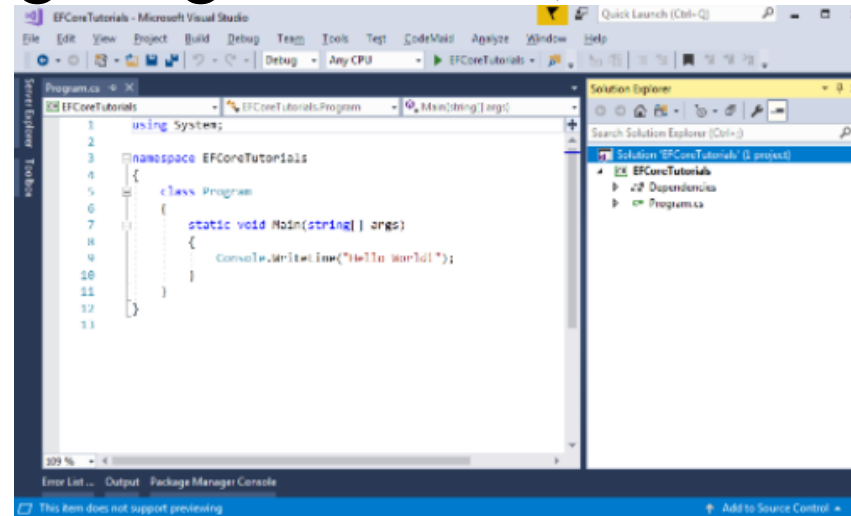 EFCoreTutorials - Microsoft Visual Studio
Quick Launch (Ctrl+Q)
File Edit View Project Build Debug Team Tools Test CodeMaid Analyze Window Help
Debug Any CPU EFCoreTutorials
Server Explorer
Toolbox
Program.cs
EFCoreTutorials EFCoreTutorials.Program Main(string[] args)
1 using System;
2
3 namespace EFCoreTutorials
4 {
5 class Program
6 {
7 static void Main(string[] args)
8 {
9 Console.WriteLine("Hello World!");
10 }
11 }
12 }
13
109 %
Solution Explorer
Search Solution Explorer (Ctrl+;)
Solution 'EFCoreTutorials' (1 project)
EFCoreTutorials
Dependencies
Program.cs
Error List ... Output Package Manager Console
This item does not support previewing
Add to Source Control